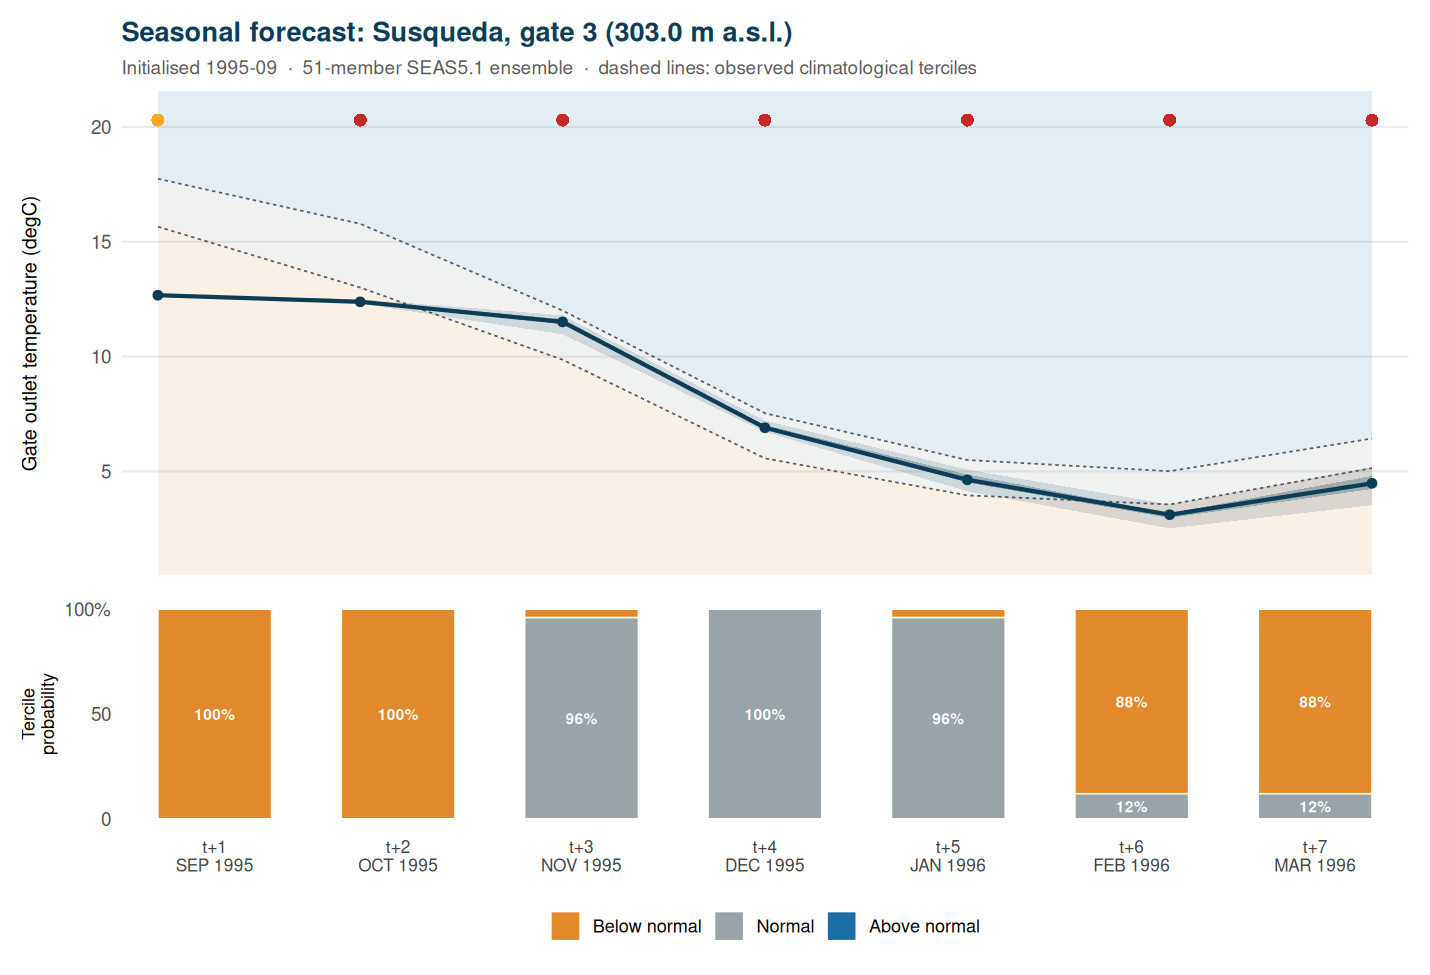 Seasonal forecast: Susqueda, gate 3 (303.0 m a.s.l.)
Initialised 1995-09 · 51-member SEAS5.1 ensemble · dashed lines: observed climatological terciles
Gate outlet temperature (degC)
20
15
10
5
Tercile
probability
100%
50
0
100%
100%
96%
100%
96%
88%
12%
88%
12%
t+1
SEP 1995
t+2
OCT 1995
t+3
NOV 1995
t+4
DEC 1995
t+5
JAN 1996
t+6
FEB 1996
t+7
MAR 1996
Below normal
Normal
Above normal